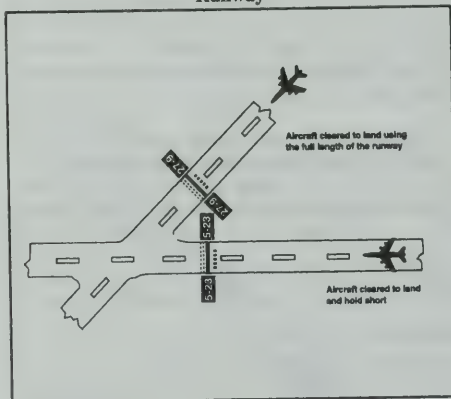 Runway
Aircraft cleared to land using
the full length of the runway
27-9
27-9
5-23
5-23
Aircraft cleared to land
and hold short